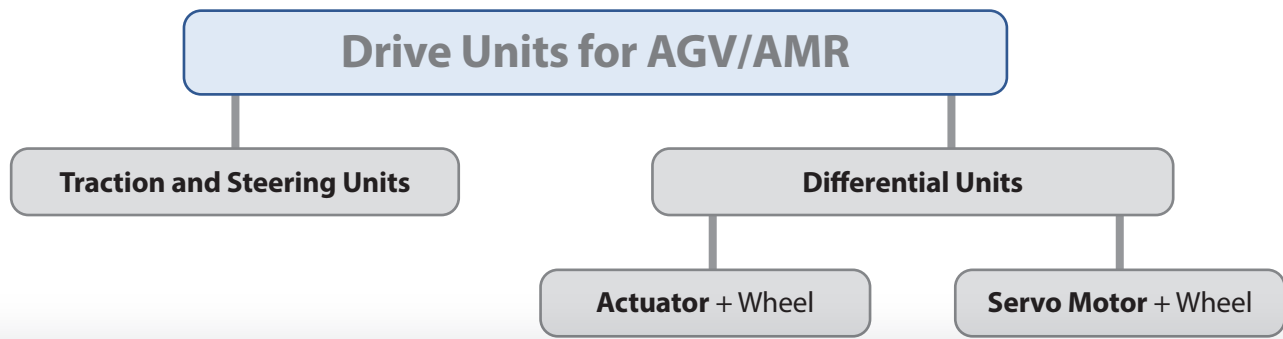 Drive Units for AGV/AMR
Traction and Steering Units
Differential Units
Actuator + Wheel
Servo Motor + Wheel